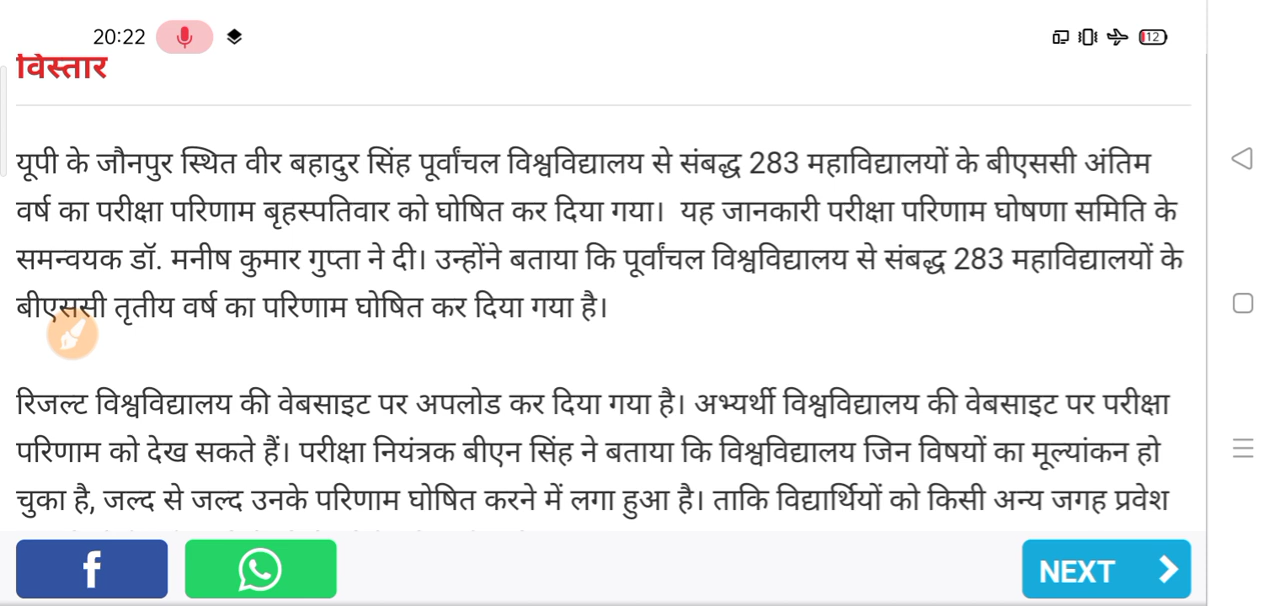 20:22
12
विस्तार
यूपी के जौनपुर स्थित वीर बहादुर सिंह पूर्वांचल विश्वविद्यालय से संबद्ध 283 महाविद्यालयों के बीएससी अंतिम
वर्ष का परीक्षा परिणाम बृहस्पतिवार को घोषित कर दिया गया। यह जानकारी परीक्षा परिणाम घोषणा समिति के
समन्वयक डॉ. मनीष कुमार गुप्ता ने दी। उन्होंने बताया कि पूर्वांचल विश्वविद्यालय से संबद्ध 283 महाविद्यालयों के
बीएससी तृतीय वर्ष का परिणाम घोषित कर दिया गया है।
रिजल्ट विश्वविद्यालय की वेबसाइट पर अपलोड कर दिया गया है। अभ्यर्थी विश्वविद्यालय की वेबसाइट पर परीक्षा
परिणाम को देख सकते हैं। परीक्षा नियंत्रक बीएन सिंह ने बताया कि विश्वविद्यालय जिन विषयों का मूल्यांकन हो
चुका है, जल्द से जल्द उनके परिणाम घोषित करने में लगा हुआ है। ताकि विद्यार्थियों को किसी अन्य जगह प्रवेश
f
NEXT